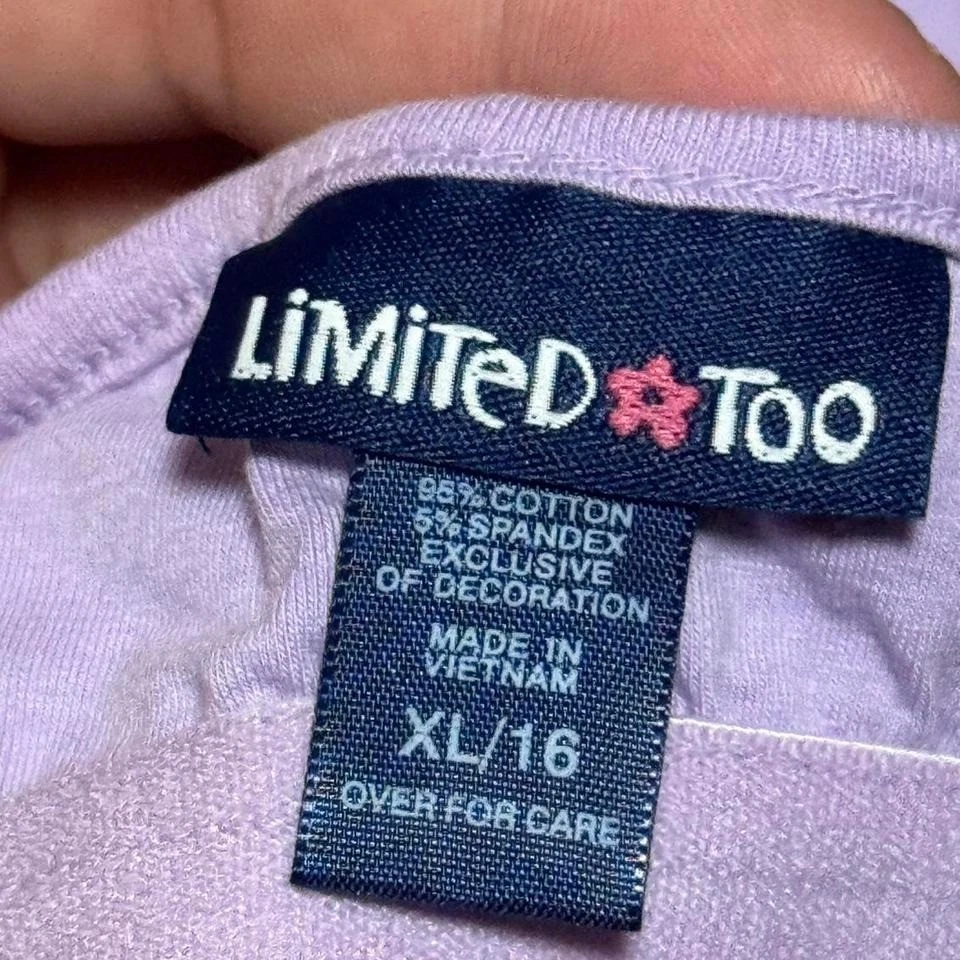 LiMiTeD TOO
95% COTTON
5% SPANDEX
EXCLUSIVE
OF DECORATION
MADE IN
VIETNAM
XL/16
OVER FOR CARE